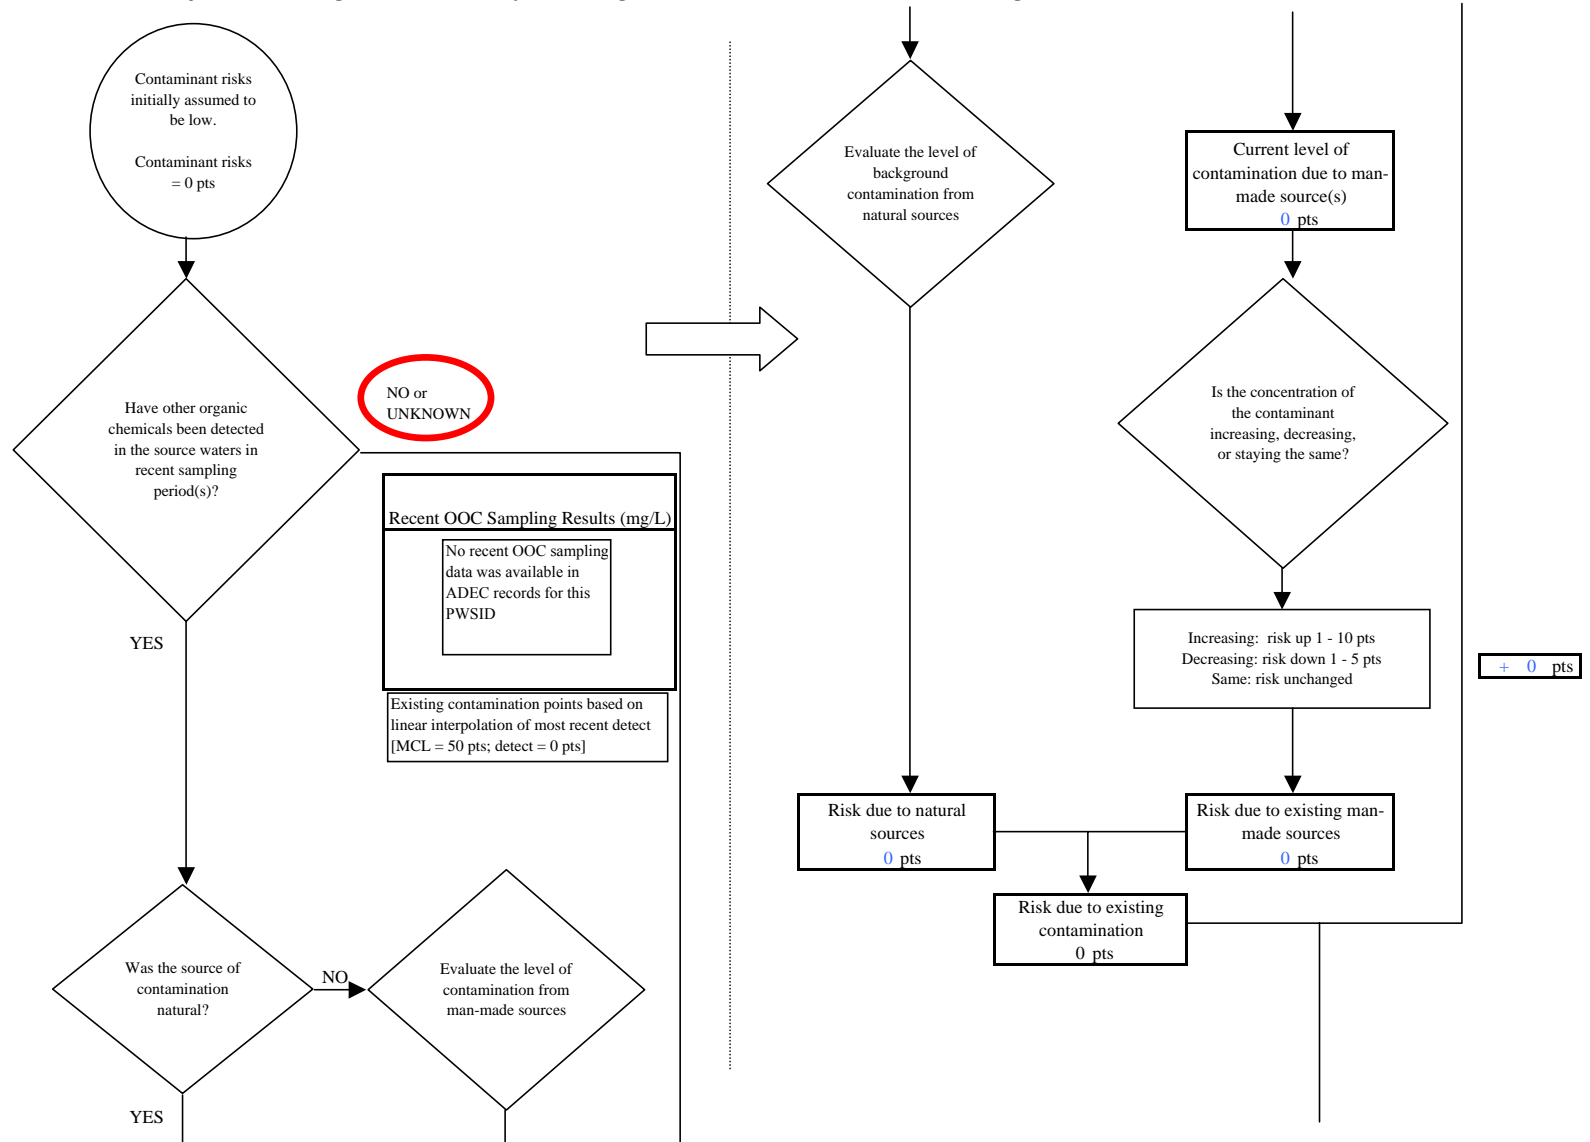 Contaminant risks
initially assumed to
be low.
Contaminant risks
= 0 pts
Have other organic
chemicals been detected
in the source waters in
recent sampling
period(s)?
NO or
UNKNOWN
Recent OOC Sampling Results (mg/L)
No recent OOC sampling
data was available in
ADEC records for this
PWSID
Existing contamination points based on
linear interpolation of most recent detect
[MCL = 50 pts; detect = 0 pts]
YES
Was the source of
contamination
natural?
NO
Evaluate the level of
contamination from
man-made sources
YES
Evaluate the level of
background
contamination from
natural sources
Current level of
contamination due to man-
made source(s)
0 pts
Is the concentration of
the contaminant
increasing, decreasing,
or staying the same?
Increasing: risk up 1 - 10 pts
Decreasing: risk down 1 - 5 pts
Same: risk unchanged
+ 0 pts
Risk due to natural
sources
0 pts
Risk due to existing man-
made sources
0 pts
Risk due to existing
contamination
0 pts